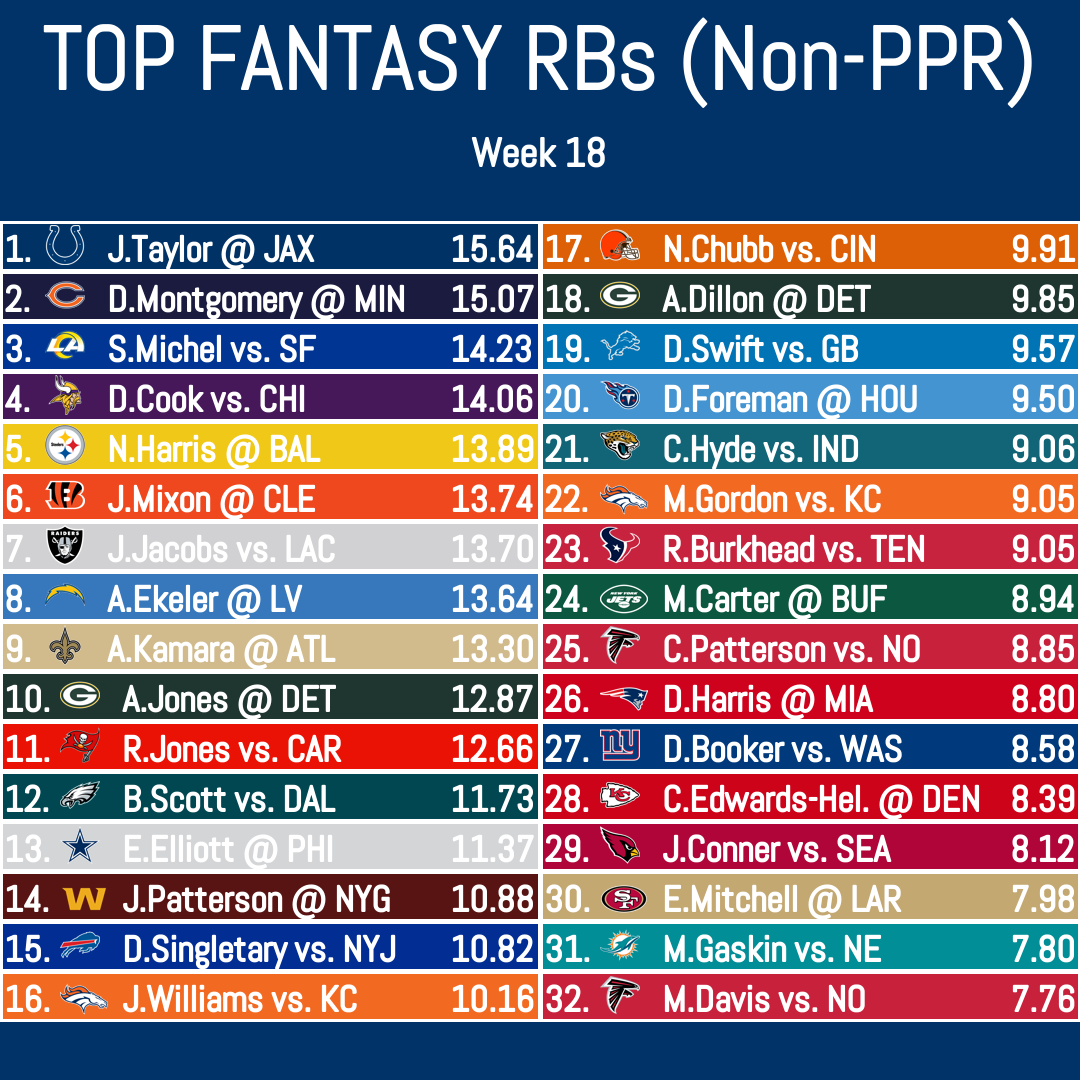 TOP FANTASY RBs (Non-PPR)
Week 18
1. J.Taylor @ JAX 15.64
2. D.Montgomery @ MIN 15.07
3. S.Michel vs. SF 14.23
4. D.Cook vs. CHI 14.06
5. Steelers N.Harris @ BAL 13.89
6. J.Mixon @ CLE 13.74
7. RAIDERS J.Jacobs vs. LAC 13.70
8. A.Ekeler @ LV 13.64
9. A.Kamara @ ATL 13.30
10. G A.Jones @ DET 12.87
11. R.Jones vs. CAR 12.66
12. B.Scott vs. DAL 11.73
13. E.Elliott @ PHI 11.37
14. W J.Patterson @ NYG 10.88
15. D.Singletary vs. NYJ 10.82
16. J.Williams vs. KC 10.16
17. N.Chubb vs. CIN 9.91
18. G A.Dillon @ DET 9.85
19. D.Swift vs. GB 9.57
20. T D.Foreman @ HOU 9.50
21. C.Hyde vs. IND 9.06
22. M.Gordon vs. KC 9.05
23. R.Burkhead vs. TEN 9.05
24. NEW YORK JETS M.Carter @ BUF 8.94
25. C.Patterson vs. NO 8.85
26. D.Harris @ MIA 8.80
27. ny D.Booker vs. WAS 8.58
28. KC C.Edwards-Hel. @ DEN 8.39
29. J.Conner vs. SEA 8.12
30. SF E.Mitchell @ LAR 7.98
31. M.Gaskin vs. NE 7.80
32. M.Davis vs. NO 7.76